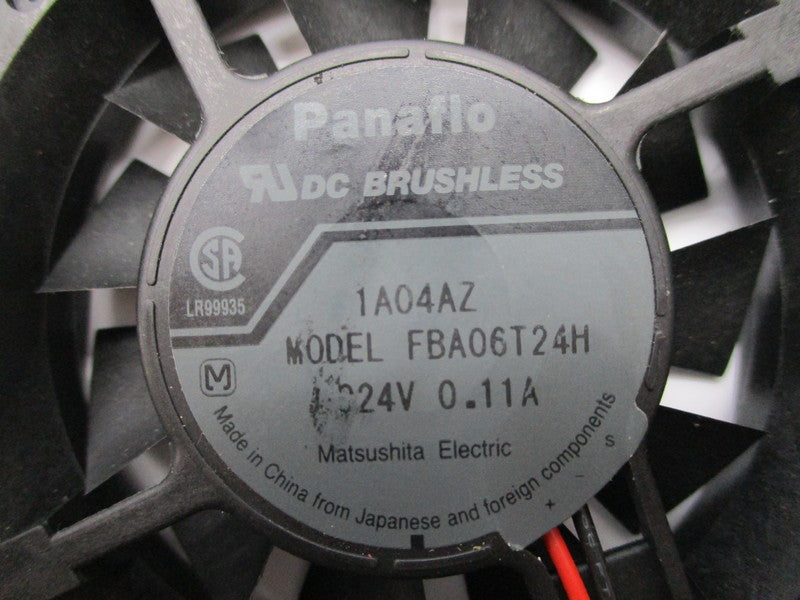 Panaflo
DC BRUSHLESS
SA
LR99935
1A04AZ
MODEL FBA06T24H
24V 0.11A
M
Matsushita Electric
Made in China from Japanese and foreign components
+ - S